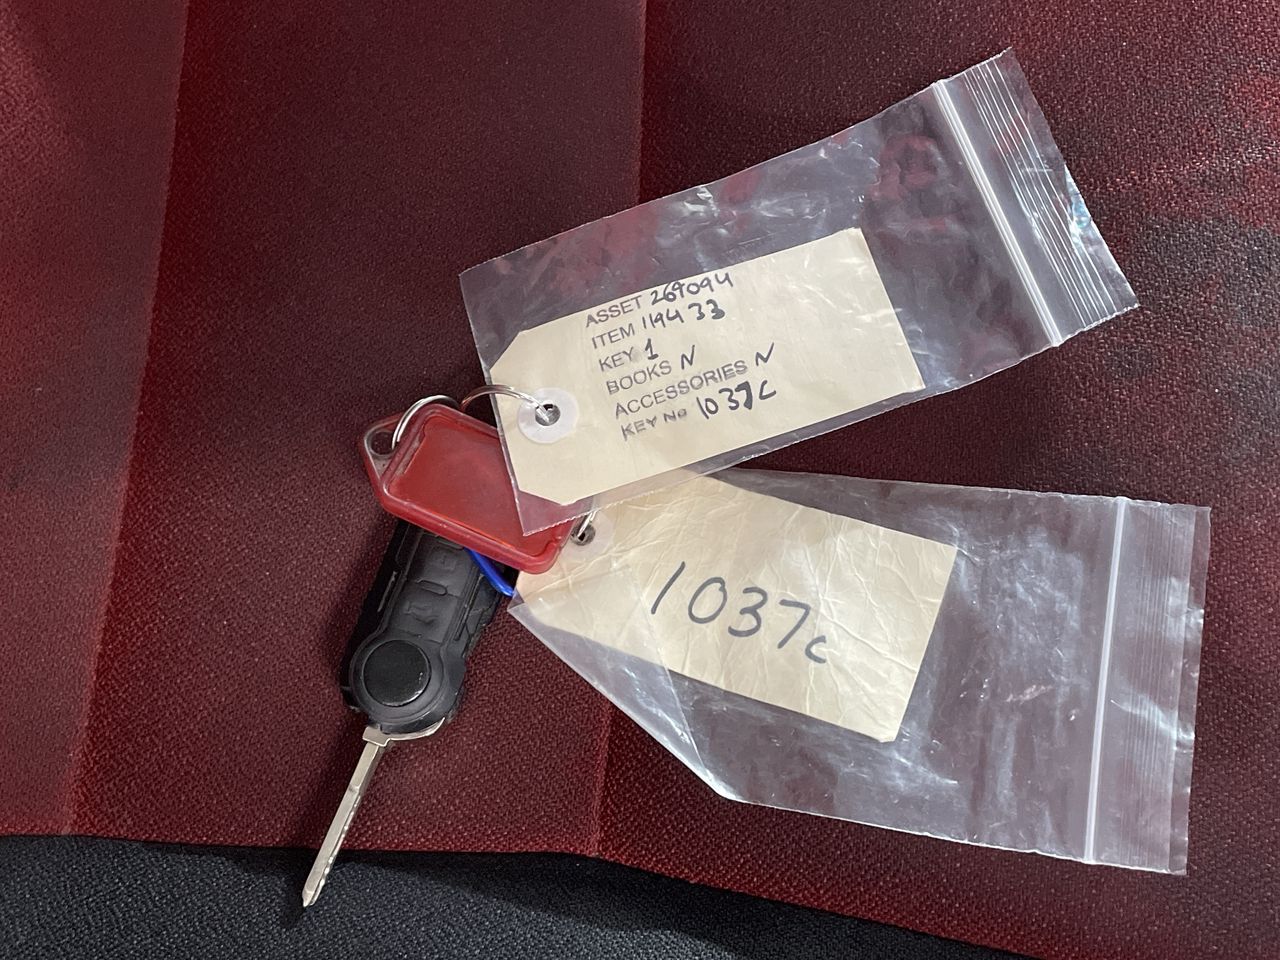 ASSET 269094
ITEM 119433
KEY 1
BOOKS N
ACCESSORIES N
KEY No 1037C
1037c